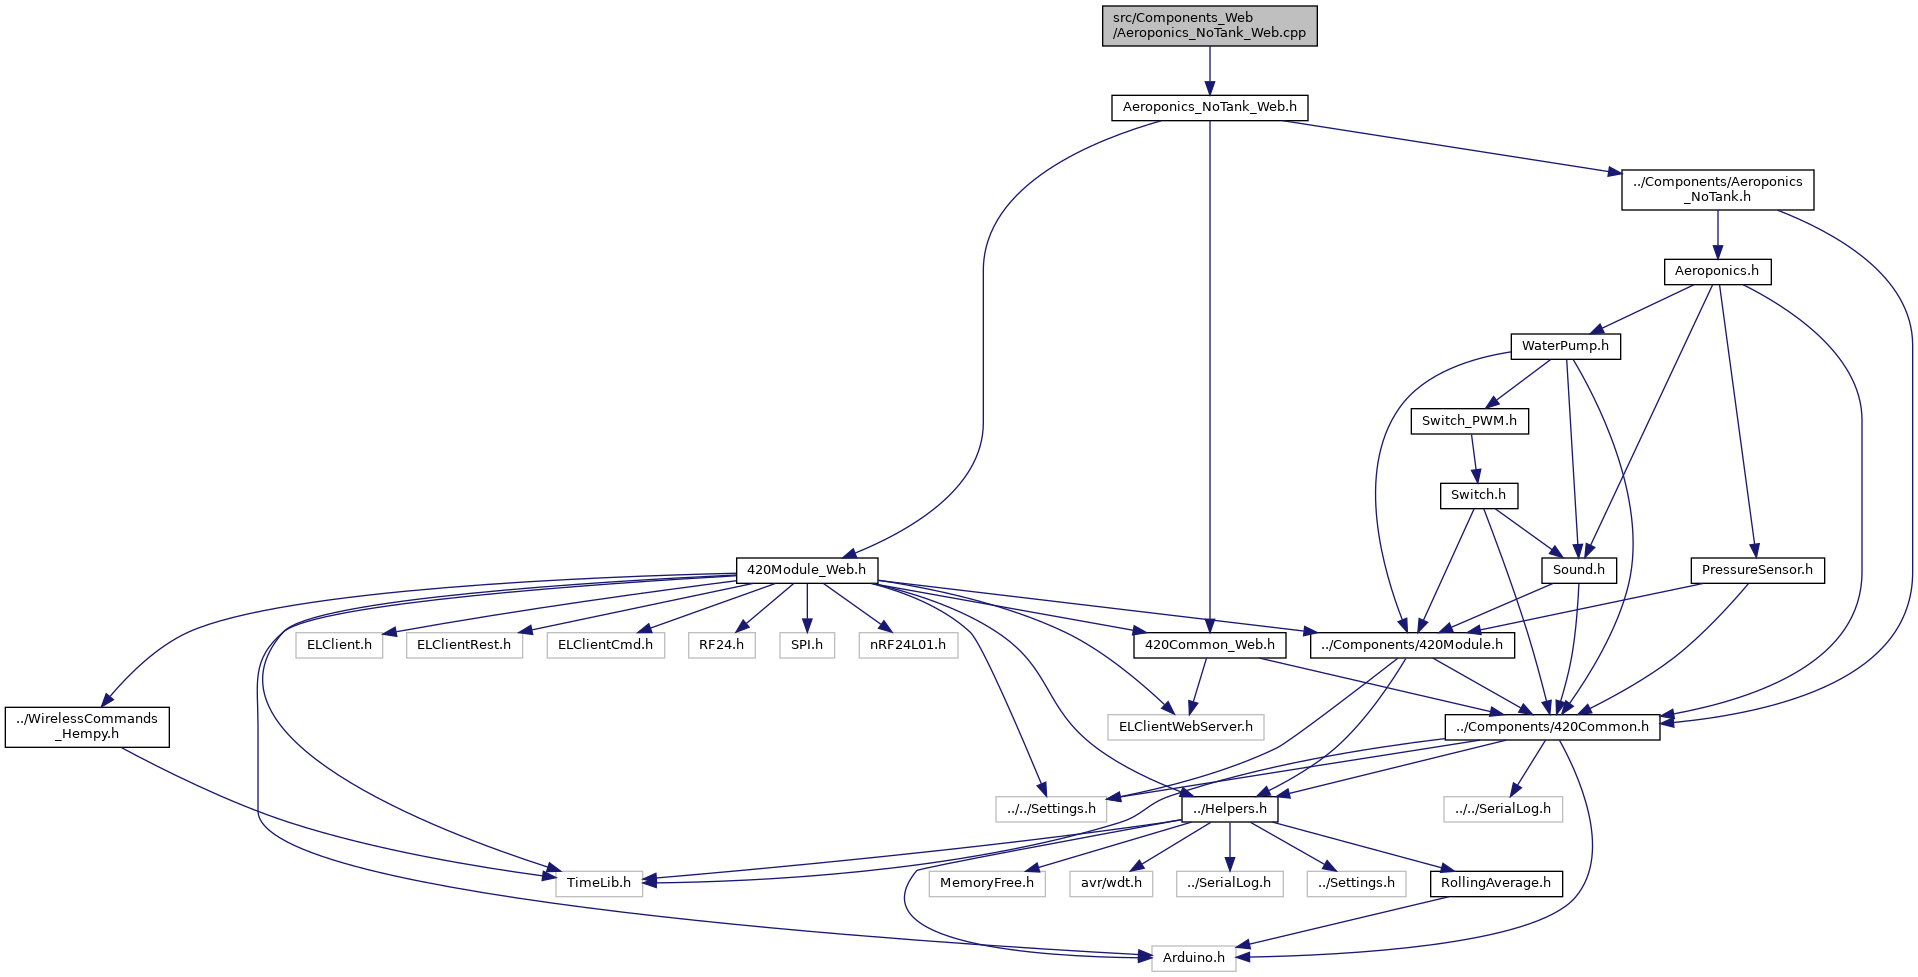 src/Components_Web
/Aeroponics_NoTank_Web.cpp
Aeroponics_NoTank_Web.h
../Components/Aeroponics
_NoTank.h
Aeroponics.h
WaterPump.h
Switch_PWM.h
Switch.h
420Module_Web.h
Sound.h
PressureSensor.h
ELClient.h
ELClientRest.h
ELClientCmd.h
RF24.h
SPI.h
nRF24L01.h
420Common_Web.h
../Components/420Module.h
../WirelessCommands
_Hempy.h
ELClientWebServer.h
../Components/420Common.h
../../Settings.h
../Helpers.h
../../SerialLog.h
TimeLib.h
MemoryFree.h
avr/wdt.h
../SerialLog.h
../Settings.h
RollingAverage.h
Arduino.h